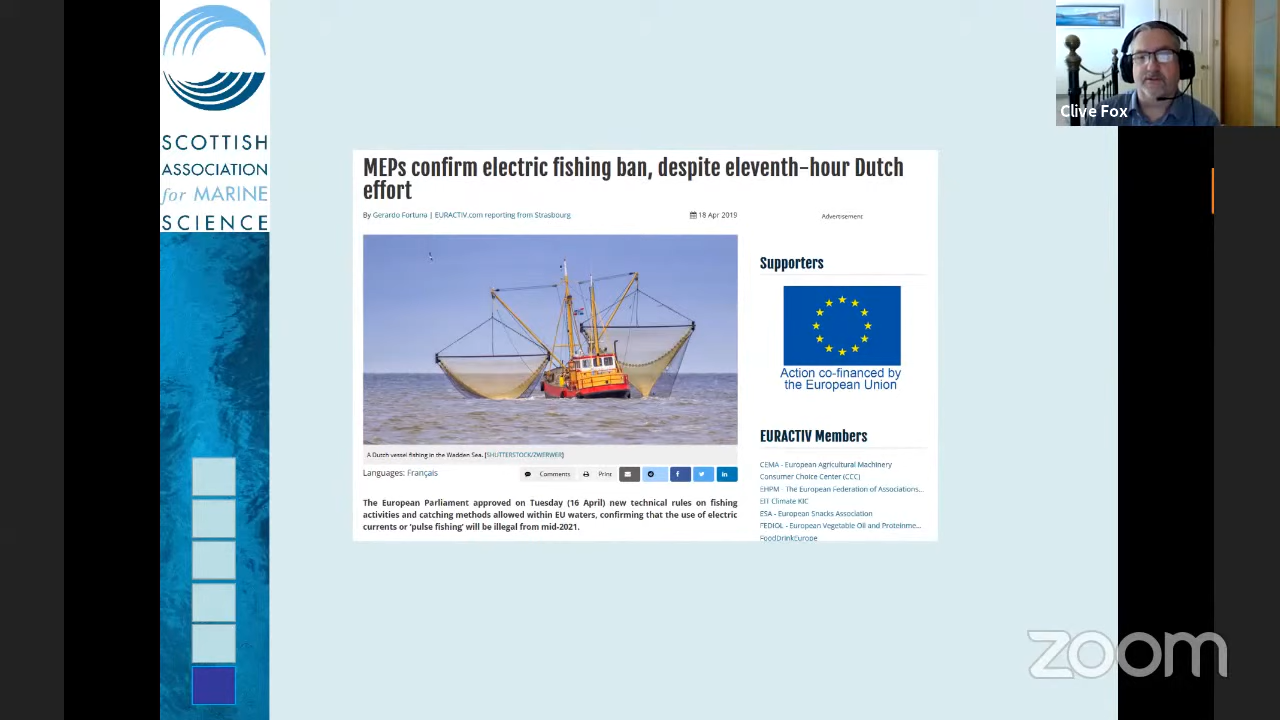 SCOTTISH
ASSOCIATION
for MARINE
SCIENCE
Clive Fox
MEPs confirm electric fishing ban, despite eleventh-hour Dutch
effort
By Gerardo Fortuna | EURACTIV.com reporting from Strasbourg
18 Apr 2019
A Dutch vessel fishing in the Wadden Sea. [SHUTTERSTOCK/ZWERWER]
Languages: Français
Comments
Print
The European Parliament approved on Tuesday (16 April) new technical rules on fishing
activities and catching methods allowed within EU waters, confirming that the use of electric
currents or ‘pulse fishing’ will be illegal from mid-2021.
Advertisement
Supporters
Action co-financed by
the European Union
EURACTIV Members
CEMA - European Agricultural Machinery
Consumer Choice Center (CCC)
EHPM - The European Federation of Associations...
EIT Climate KIC
ESA - European Snacks Association
FEDIOL - European Vegetable Oil and Proteinme...
FoodDrinkEurope
zoom